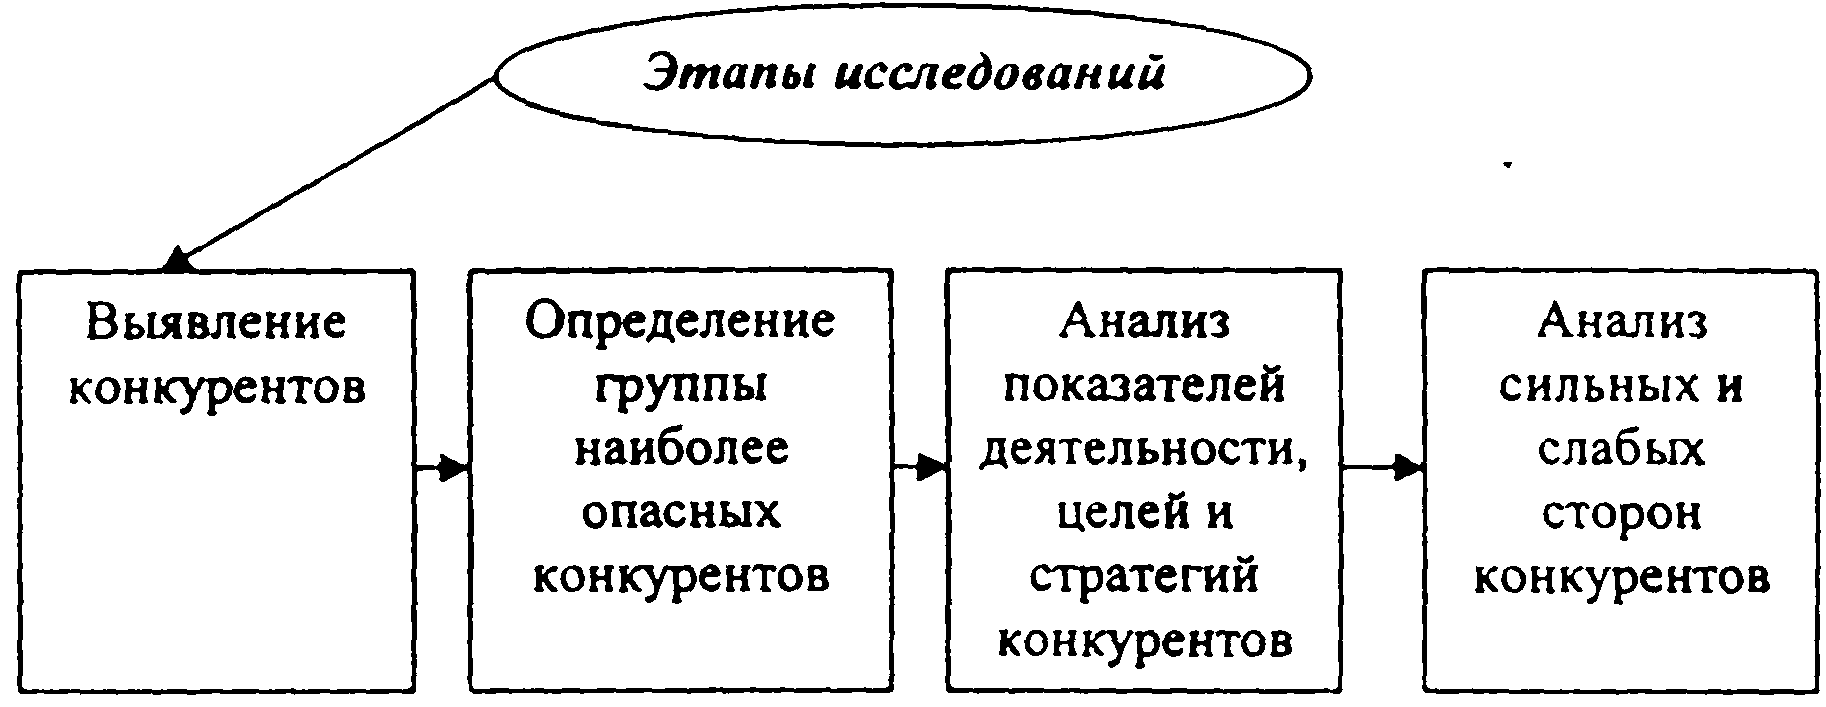 Этапы исследований
Выявление
конкурентов
Определение
группы
наиболее
опасных
конкурентов
Анализ
показателей
деятельности,
целей и
стратегий
конкурентов
Анализ
сильных и
слабых
сторон
конкурентов